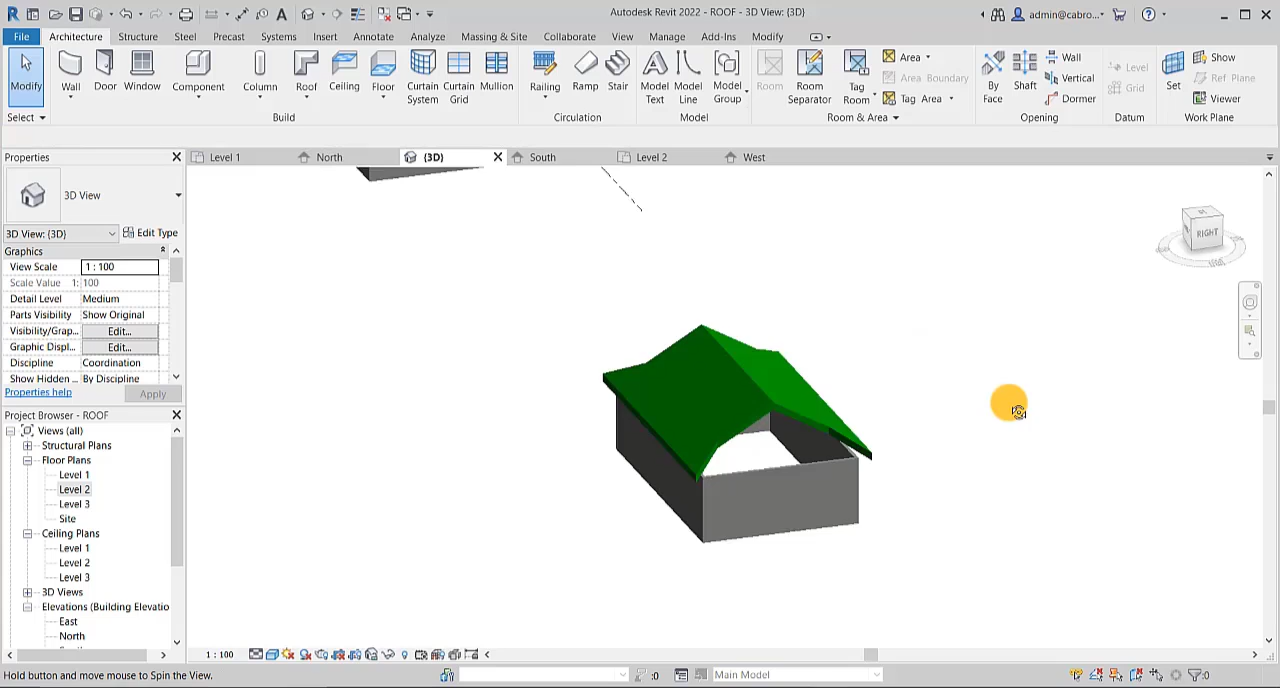 Autodesk Revit 2022 - ROOF - 3D View: {3D}
admin@cabro...
File Architecture Structure Steel Precast Systems Insert Annotate Analyze Massing & Site Collaborate View Manage Add-Ins Modify
Modify Wall Door Window Component Column Roof Ceiling Floor Curtain System Curtain Grid Mullion Railing Ramp Stair Model Text Model Line Model Group Room Room Separator Tag Room
Area
Area Boundary
Tag Area
By Face Shaft
Wall
Vertical
Dormer
Level
Grid
Set
Show
Ref Plane
Viewer
Select Build Circulation Model Room & Area Opening Datum Work Plane
Properties
Level 1 North {3D} South Level 2 West
3D View
3D View: {3D} Edit Type
Graphics
View Scale 1 : 100
Scale Value 1: 100
Detail Level Medium
Parts Visibility Show Original
Visibility/Grap... Edit...
Graphic Displ... Edit...
Discipline Coordination
Show Hidden ... By Discipline
Properties help Apply
Project Browser - ROOF
Views (all)
Structural Plans
Floor Plans
Level 1
Level 2
Level 3
Site
Ceiling Plans
Level 1
Level 2
Level 3
3D Views
Elevations (Building Elevatio
East
North
RIGHT
1 : 100
Hold button and move mouse to Spin the View.
:0
Main Model
:0